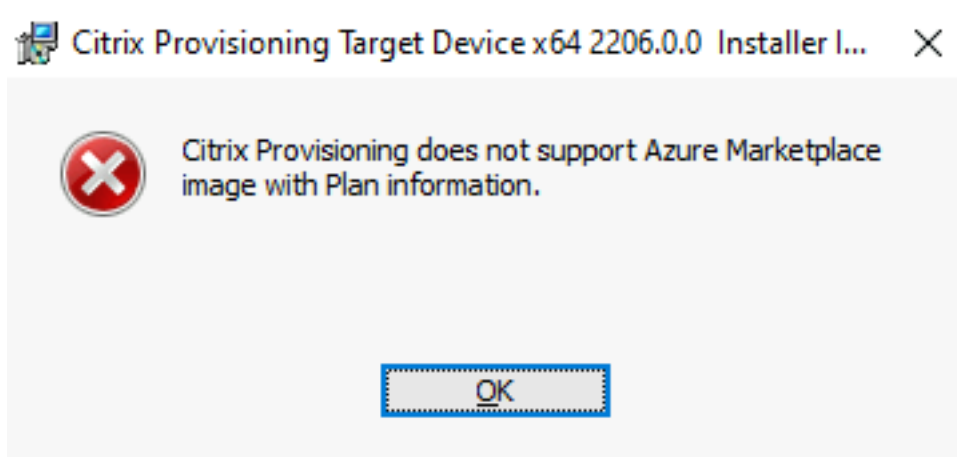 Citrix Provisioning Target Device x64 2206.0.0 Installer I...
Citrix Provisioning does not support Azure Marketplace
image with Plan information.
OK